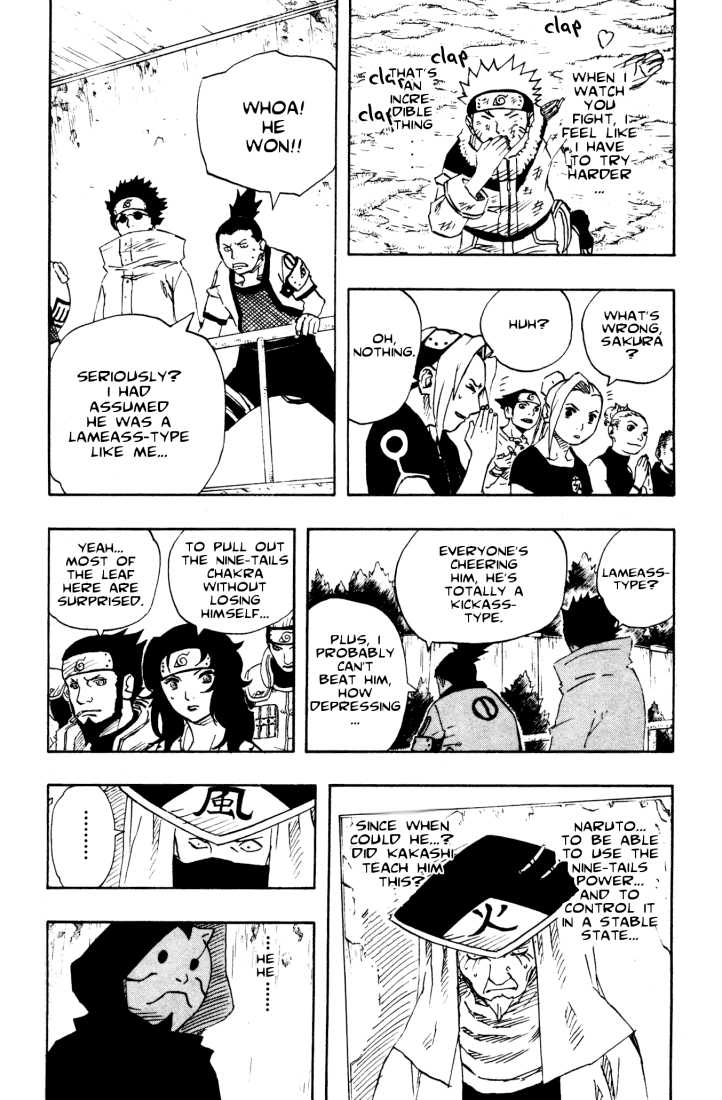 WHEN I
WATCH
YOU
FIGHT, I
FEEL LIKE
I HAVE
TO TRY
HARDER
...
THAT'S
AN
INCRE-
DIBLE
THING
...
clap
clap
clap
clap
WHOA!
HE
WON!!
SERIOUSLY?
I HAD
ASSUMED
HE WAS A
LAMEASS-TYPE
LIKE ME...
WHAT'S
WRONG,
SAKURA
?
HUH?
OH,
NOTHING.
LAMEASS-
TYPE?
EVERYONE'S
CHEERING
HIM, HE'S
TOTALLY A
KICKASS-
TYPE.
PLUS, I
PROBABLY
CAN'T
BEAT HIM,
HOW
DEPRESSING
...
TO PULL OUT
THE NINE-TAILS
CHAKRA
WITHOUT
LOSING
HIMSELF...
YEAH...
MOST OF
THE LEAF
HERE ARE
SURPRISED.
NARUTO...
TO BE ABLE
TO USE THE
NINE-TAILS
POWER...
AND TO
CONTROL IT
IN A STABLE
STATE...
SINCE WHEN
COULD HE...?
DID KAKASHI
TEACH HIM
THIS?
火
風
......
...
HE
HE
...